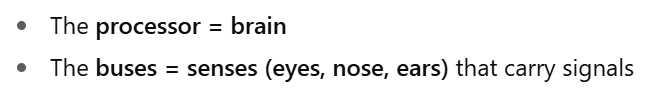 • The processor = brain
• The buses = senses (eyes, nose, ears) that carry signals